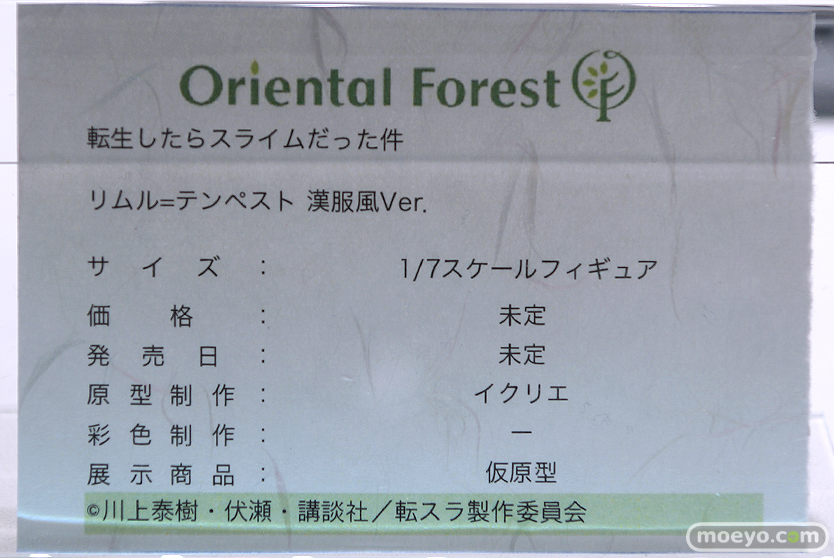 Oriental Forest
転生したらスライムだった件
リムル=テンペスト 漢服風Ver.
サイズ : 1/7スケールフィギュア
価格 : 未定
発売日 : 未定
原型制作 : イクリエ
彩色制作 : ー
展示商品 : 仮原型
©川上泰樹・伏瀬・講談社／転スラ製作委員会
moeyo.com